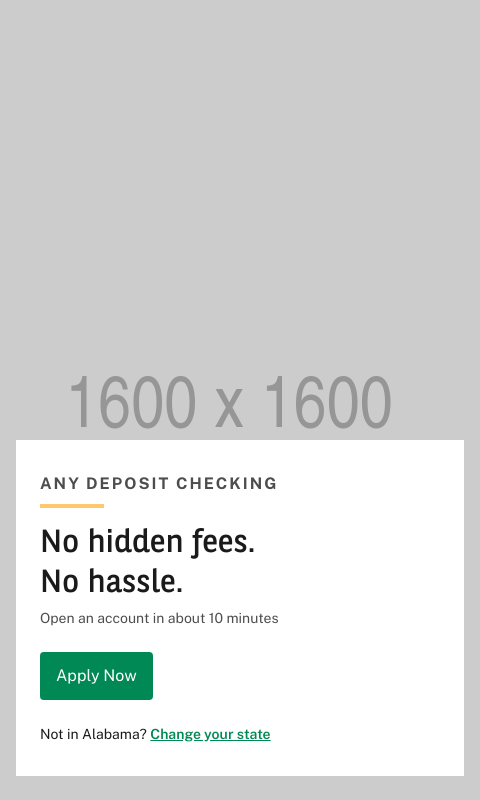 1600 x 1600
ANY DEPOSIT CHECKING
No hidden fees.
No hassle.
Open an account in about 10 minutes
Apply Now
Not in Alabama? Change your state